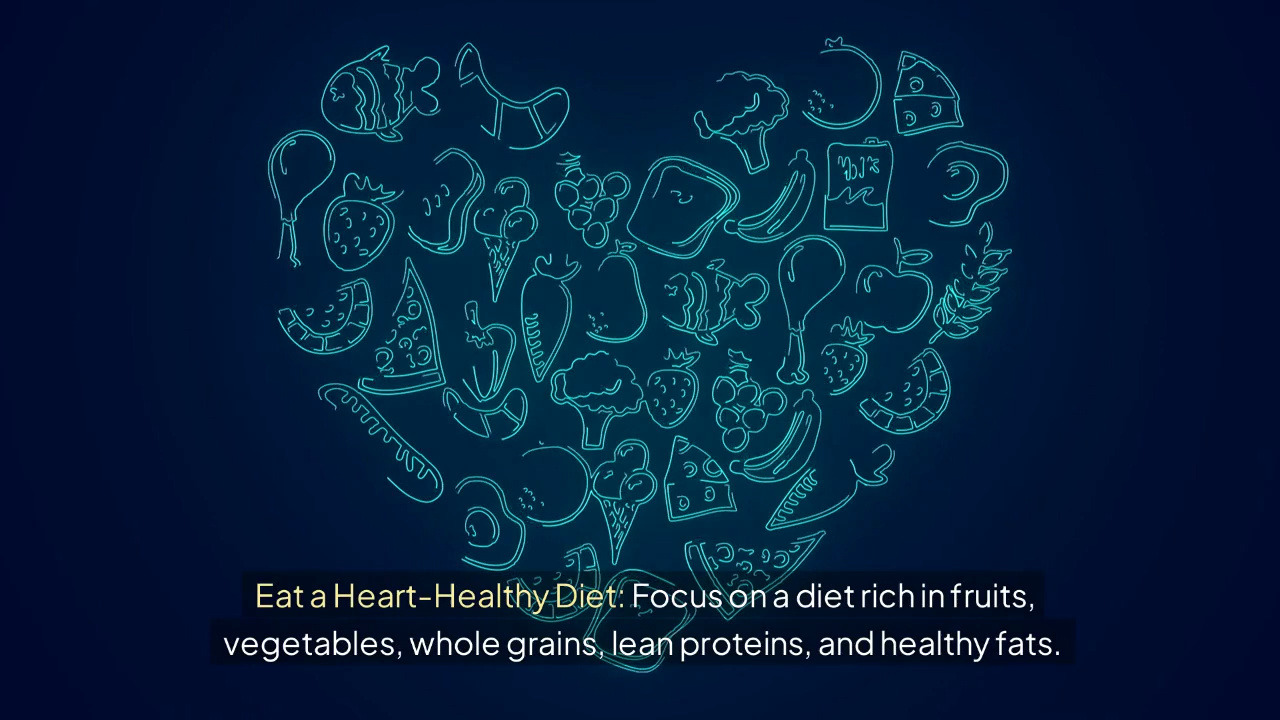 Eat a Heart-Healthy Diet: Focus on a diet rich in fruits,
vegetables, whole grains, lean proteins, and healthy fats.